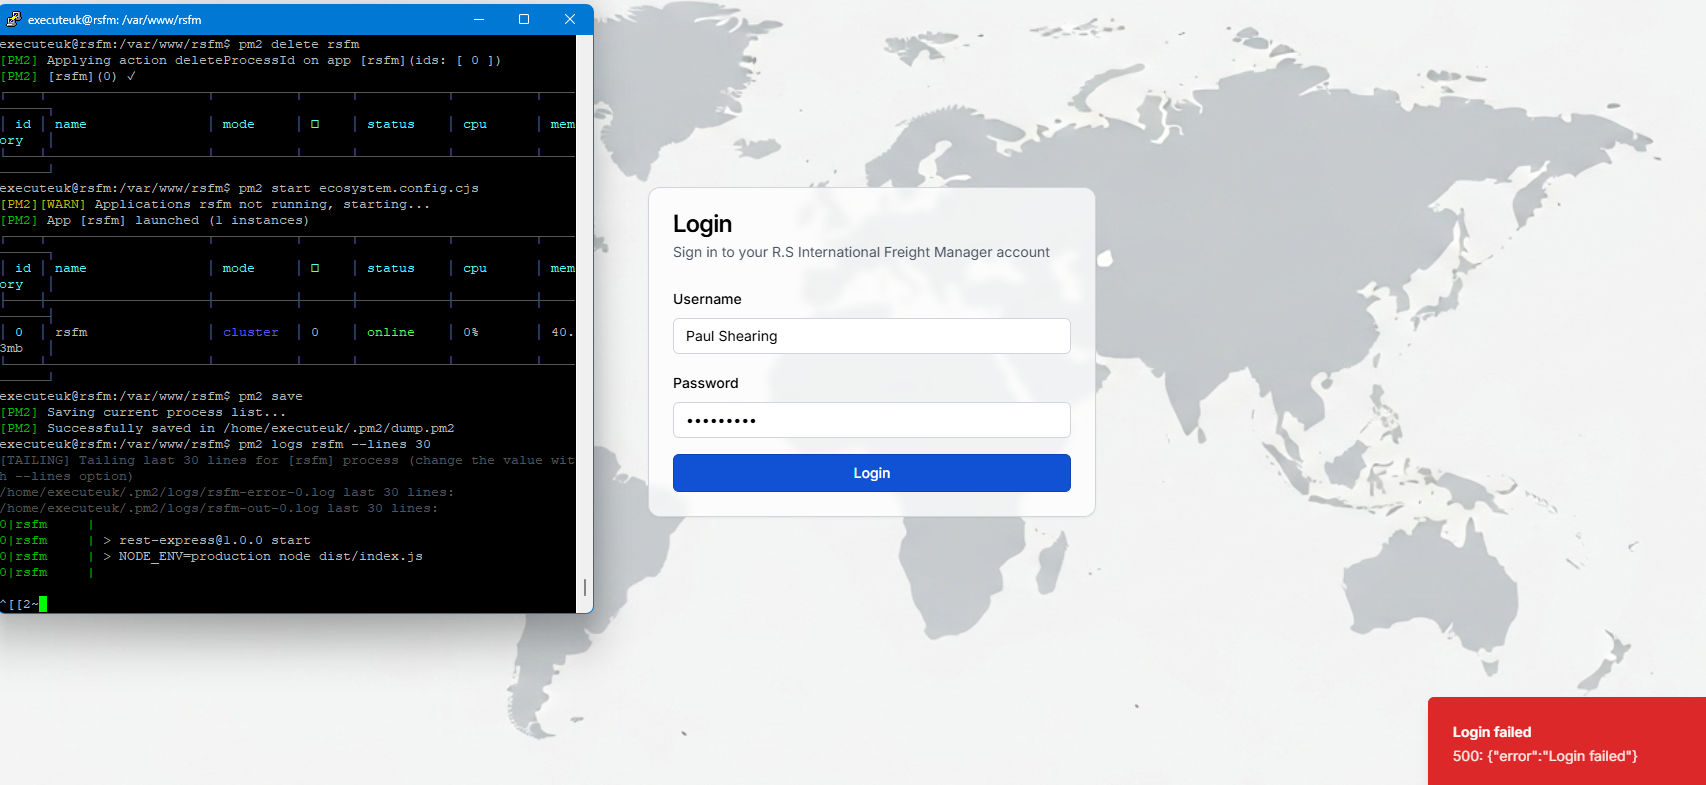 executeuk@rsfm: /var/www/rsfm
executeuk@rsfm:/var/www/rsfm$ pm2 delete rsfm
[PM2] Applying action deleteProcessId on app [rsfm](ids: [ 0 ])
[PM2] [rsfm](0) ✓
│ id │ name │ mode │ □ │ status │ cpu │ mem
ory │
executeuk@rsfm:/var/www/rsfm$ pm2 start ecosystem.config.cjs
[PM2][WARN] Applications rsfm not running, starting...
[PM2] App [rsfm] launched (1 instances)
│ id │ name │ mode │ □ │ status │ cpu │ mem
ory │
│ 0 │ rsfm │ cluster │ 0 │ online │ 0% │ 40.
3mb │
executeuk@rsfm:/var/www/rsfm$ pm2 save
[PM2] Saving current process list...
[PM2] Successfully saved in /home/executeuk/.pm2/dump.pm2
executeuk@rsfm:/var/www/rsfm$ pm2 logs rsfm --lines 30
[TAILING] Tailing last 30 lines for [rsfm] process (change the value wit
h --lines option)
/home/executeuk/.pm2/logs/rsfm-error-0.log last 30 lines:
/home/executeuk/.pm2/logs/rsfm-out-0.log last 30 lines:
0|rsfm |
0|rsfm | > rest-express@1.0.0 start
0|rsfm | > NODE_ENV=production node dist/index.js
0|rsfm |
^[[2~
Login
Sign in to your R.S International Freight Manager account
Username
Paul Shearing
Password
•••••••••
Login
Login failed
500: {"error":"Login failed"}